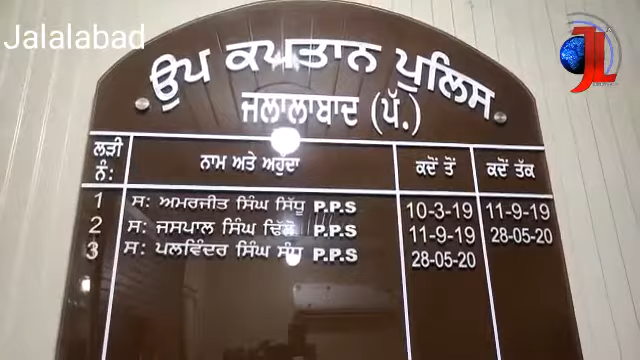 Jalalabad
JL
ਉਪ ਕਪਤਾਨ ਪੁਲਿਸ
ਜਲਾਲਾਬਾਦ (ਪੱ.)
ਲੜੀ ਨੰ: ਨਾਮ ਅਤੇ ਅਹੁੱਦਾ ਕਦੋਂ ਤੋਂ ਕਦੋਂ ਤੱਕ
1 ਸ: ਅਮਰਜੀਤ ਸਿੰਘ ਸਿੱਧੂ P.P.S 10-3-19 11-9-19
2 ਸ: ਜਸਪਾਲ ਸਿੰਘ ਢਿੱਲੋਂ P.P.S 11-9-19 28-05-20
3 ਸ: ਪਲਵਿੰਦਰ ਸਿੰਘ ਸੰਧੂ P.P.S 28-05-20